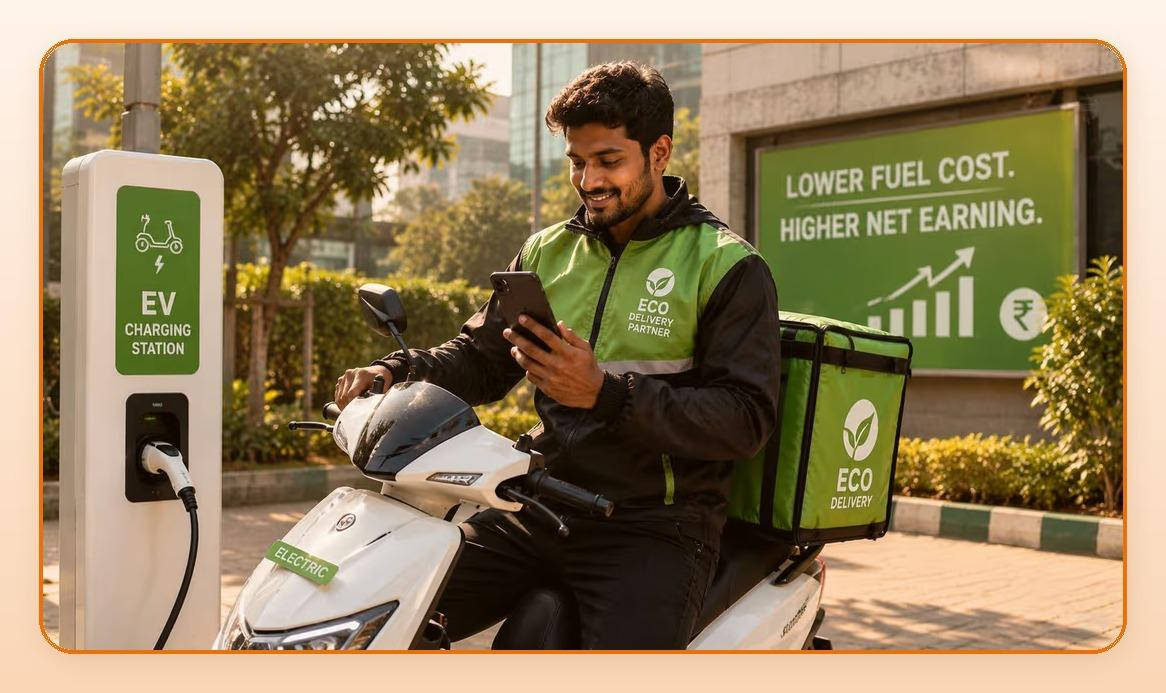 EV
CHARGING
STATION
LOWER FUEL COST.
HIGHER NET EARNING.
₹
ECO
DELIVERY
PARTNER
ECO
DELIVERY
ELECTRIC